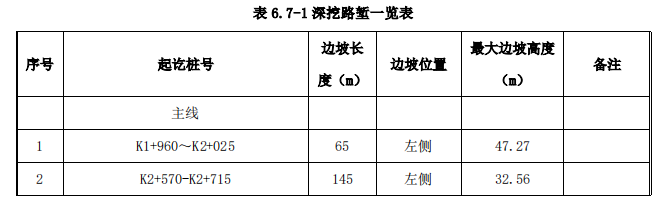 表 6.7-1 深挖路堑一览表
序号 起讫桩号 边坡长度（m） 边坡位置 最大边坡高度（m） 备注
主线
1 K1+960～K2+025 65 左侧 47.27
2 K2+570-K2+715 145 左侧 32.56